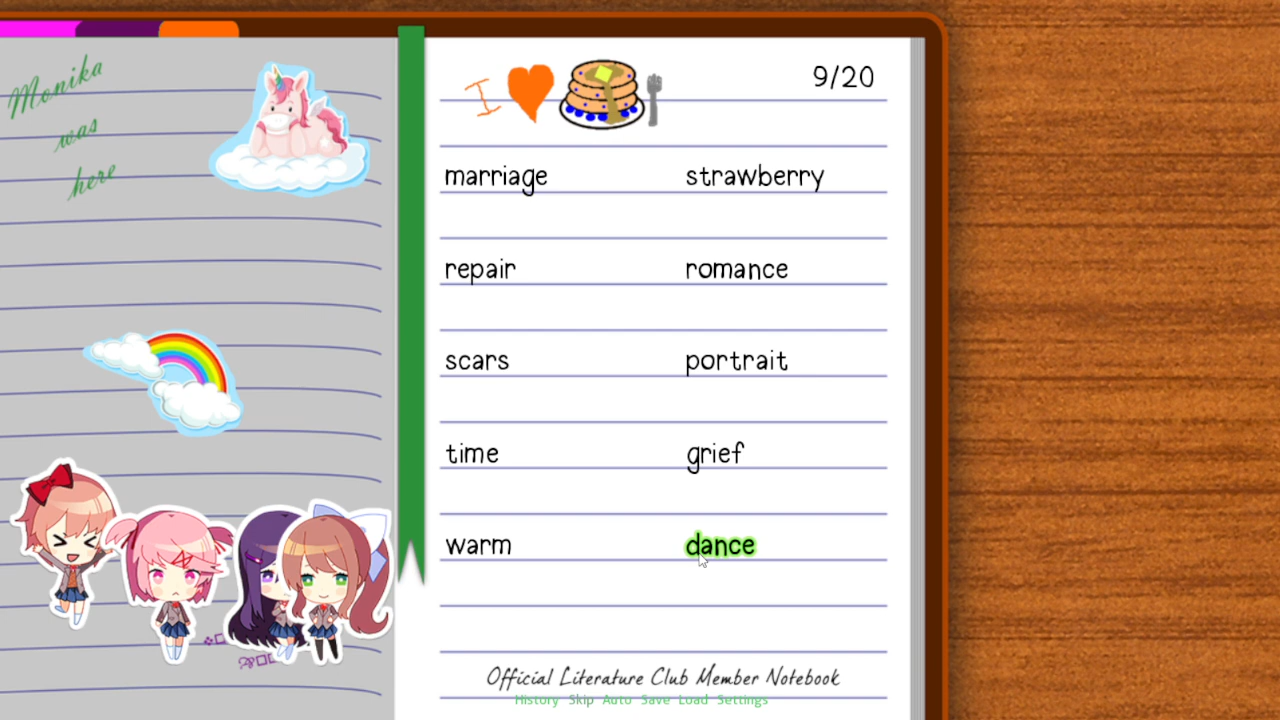 Monika
was
here
I
9/20
marriage strawberry
repair romance
scars portrait
time grief
warm dance
Official Literature Club Member Notebook
History Skip Auto Save Load Settings